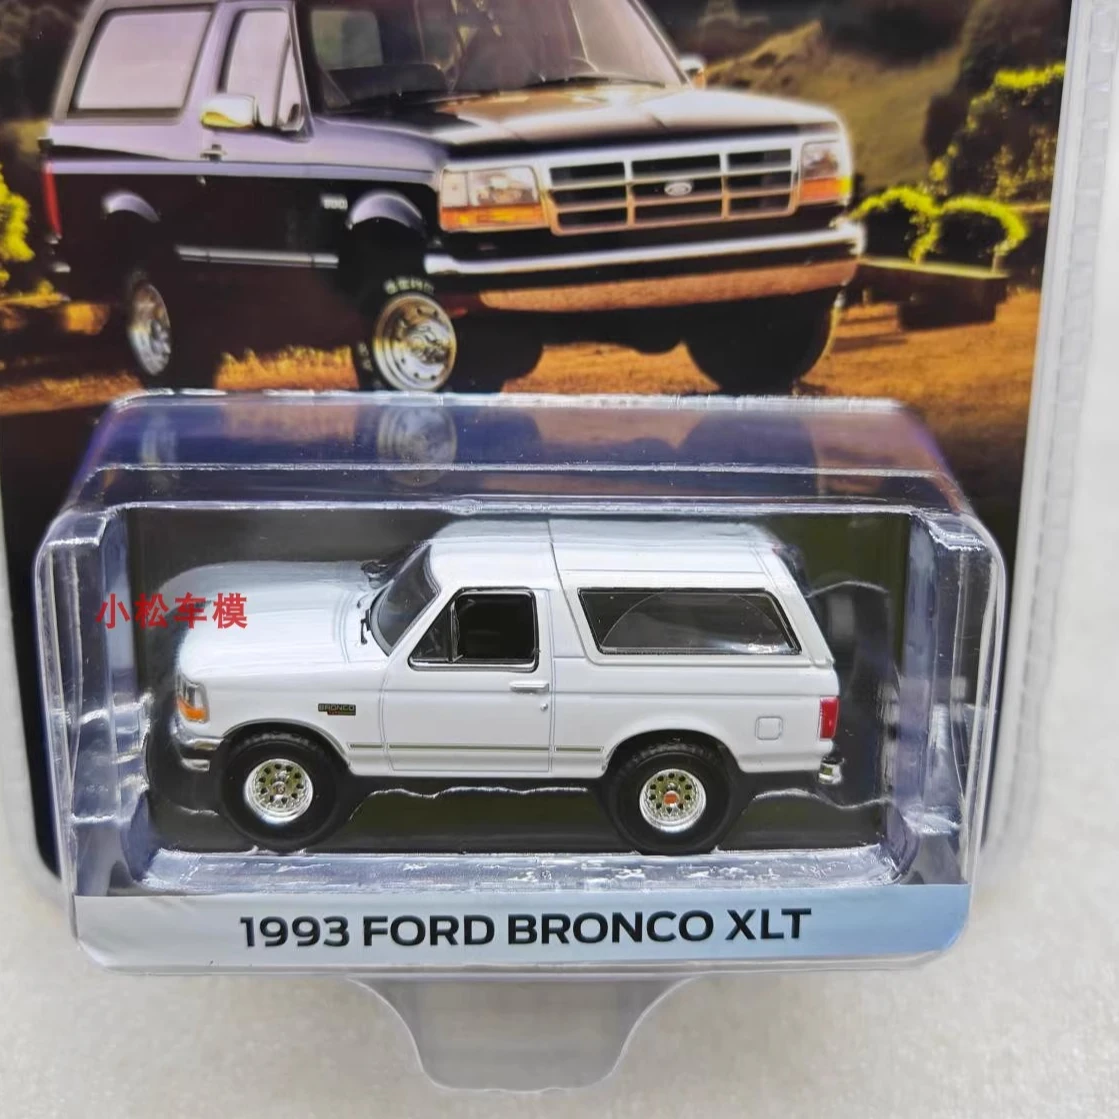 小松车模
BRONCO
1993 FORD BRONCO XLT